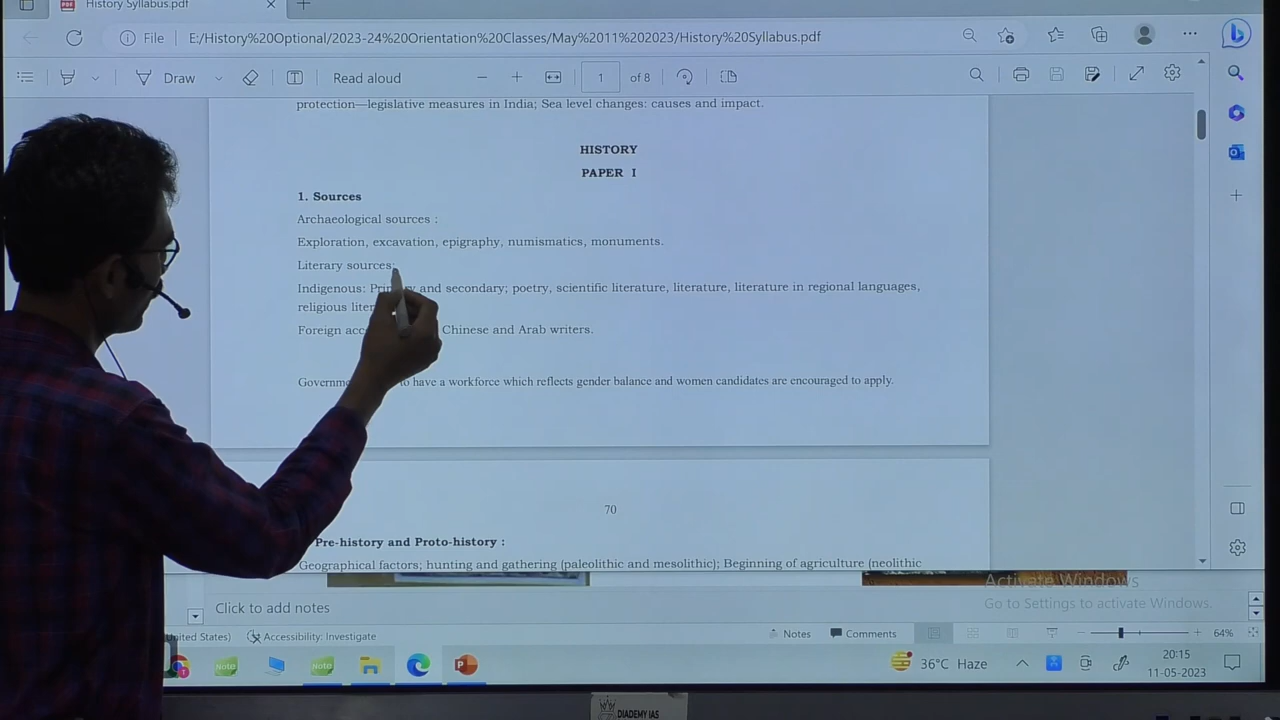 History Syllabus.pdf
File E:/History%20Optional/2023-24%20Orientation%20Classes/May%2011%202023/History%20Syllabus.pdf
Draw Read aloud 1 of 8
protection—legislative measures in India; Sea level changes: causes and impact.
HISTORY
PAPER I
1. Sources
Archaeological sources :
Exploration, excavation, epigraphy, numismatics, monuments.
Literary sources:
Indigenous: and secondary; poetry, scientific literature, literature, literature in regional languages,
religious
Foreign Chinese and Arab writers.
to have a workforce which reflects gender balance and women candidates are encouraged to apply.
70
Pre-history and Proto-history :
Geographical factors; hunting and gathering (paleolithic and mesolithic); Beginning of agriculture (neolithic
Activate Windows
Go to Settings to activate Windows.
Click to add notes
United States) Accessibility: Investigate Notes Comments 64%
Note Note 36°C Haze 20:15
11-05-2023
DIADEMY IAS